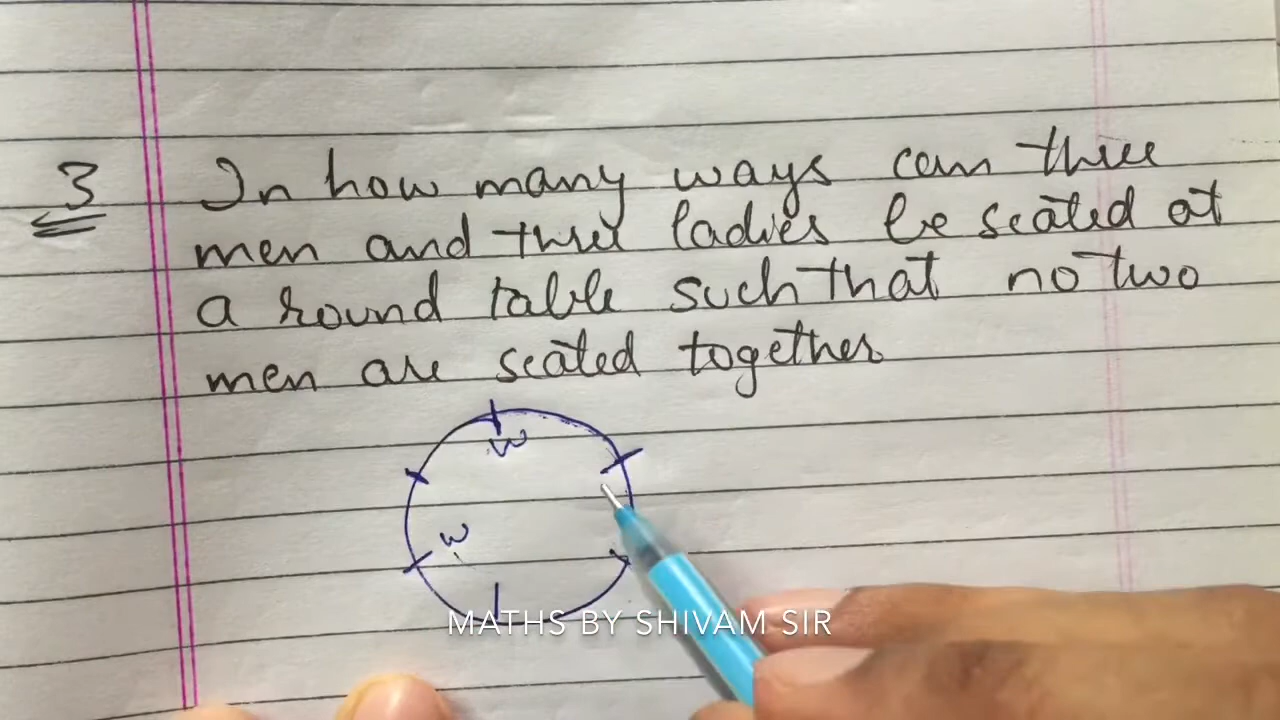 3 In how many ways can three
men and three ladies be seated at
a round table such that no two
men are seated together
W
W
MATHS BY SHIVAM SIR